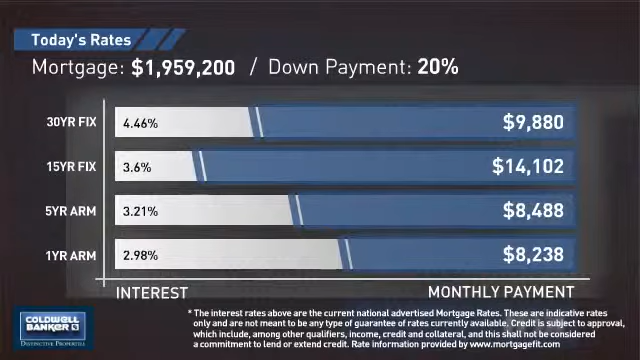 Today's Rates
Mortgage: $1,959,200 / Down Payment: 20%
30YR FIX 4.46% $9,880
15YR FIX 3.6% $14,102
5YR ARM 3.21% $8,488
1YR ARM 2.98% $8,238
INTEREST MONTHLY PAYMENT
COLDWELL
BANKER
DISTINCTIVE PROPERTIES
* The interest rates above are the current national advertised Mortgage Rates. These are indicative rates
only and are not meant to be any type of guarantee of rates currently available. Credit is subject to approval,
which include, among other qualifiers, income, credit and collateral, and this shall not be considered
a commitment to lend or extend credit. Rate information provided by www.mortgagefit.com